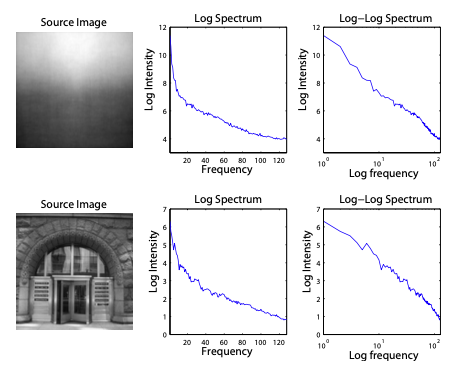 Source Image
Log Spectrum
Log Intensity
12
10
8
6
4
20 40 60 80 100 120
Frequency
Log−Log Spectrum
Log Intensity
12
10
8
6
4
10^0 10^1 10^2
Log frequency
Source Image
Log Spectrum
Log Intensity
7
6
5
4
3
2
1
0
20 40 60 80 100 120
Frequency
Log−Log Spectrum
Log Intensity
7
6
5
4
3
2
1
0
10^0 10^1 10^2
Log frequency